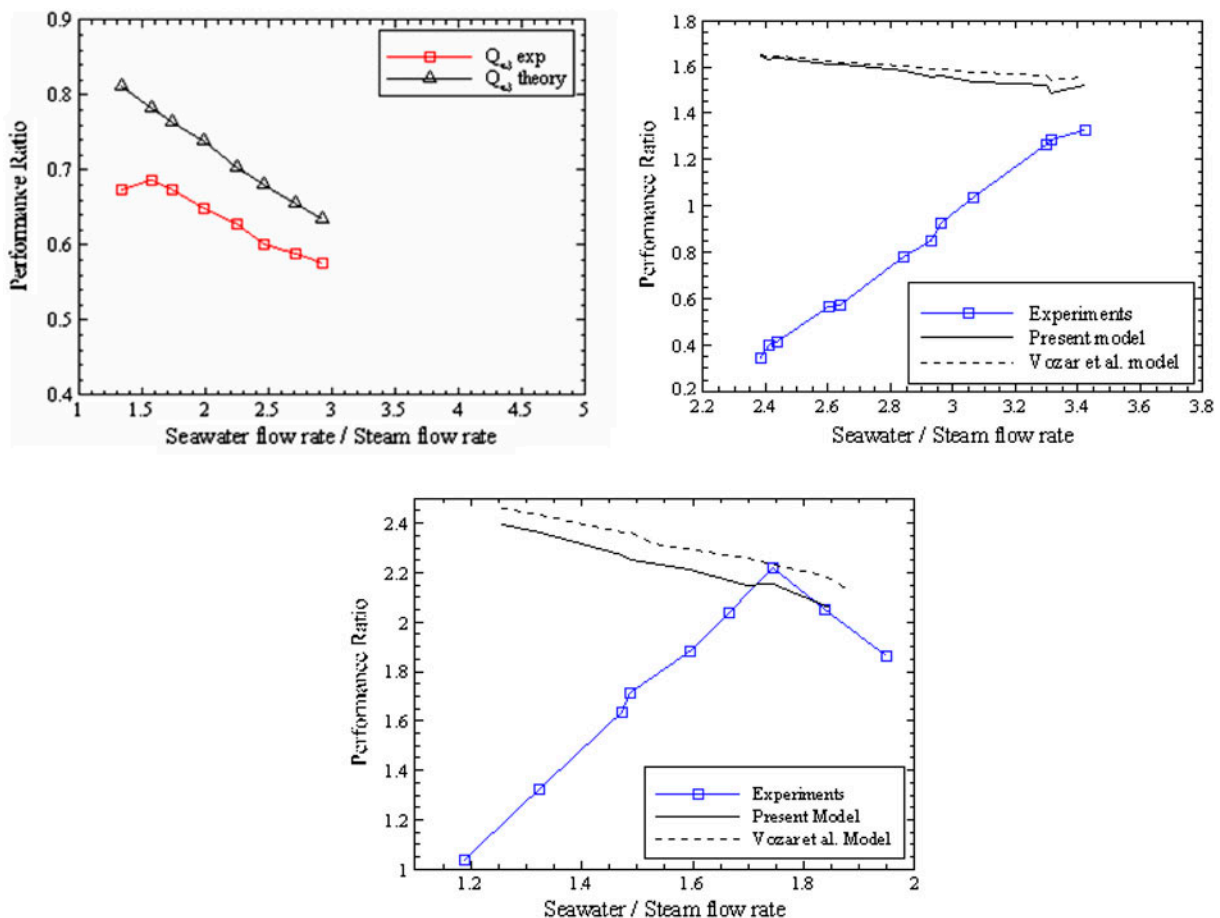 0.9
0.8
0.7
0.6
0.5
0.4
Performance Ratio
exp
theory
1 1.5 2 2.5 3 3.5 4 4.5 5
Seawater flow rate / Steam flow rate
1.8
1.6
1.4
1.2
1
0.8
0.6
0.4
0.2
Performance Ratio
Experiments
Present model
Vozar et al. model
2.2 2.4 2.6 2.8 3 3.2 3.4 3.6 3.8
Seawater / Steam flow rate
2.4
2.2
2
1.8
1.6
1.4
1.2
1
Performance Ratio
Experiments
Present Model
Vozar et al. Model
1.2 1.4 1.6 1.8 2
Seawater / Steam flow rate